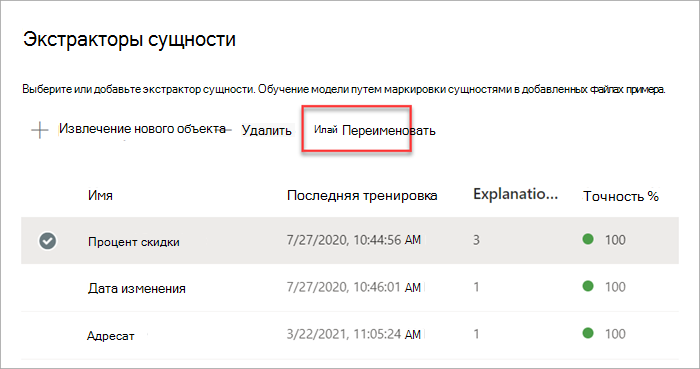 Экстракторы сущности
Выберите или добавьте экстрактор сущности. Обучение модели путем маркировки сущностями в добавленных файлах примера.
Извлечение нового объекта Удалить Илай Переименовать
Имя Последняя тренировка Explanatio... Точность %
Процент скидки 7/27/2020, 10:44:56 AM 3 100
Дата изменения 7/27/2020, 10:46:01 AM 1 100
Адресат 3/22/2021, 11:05:24 AM 1 100